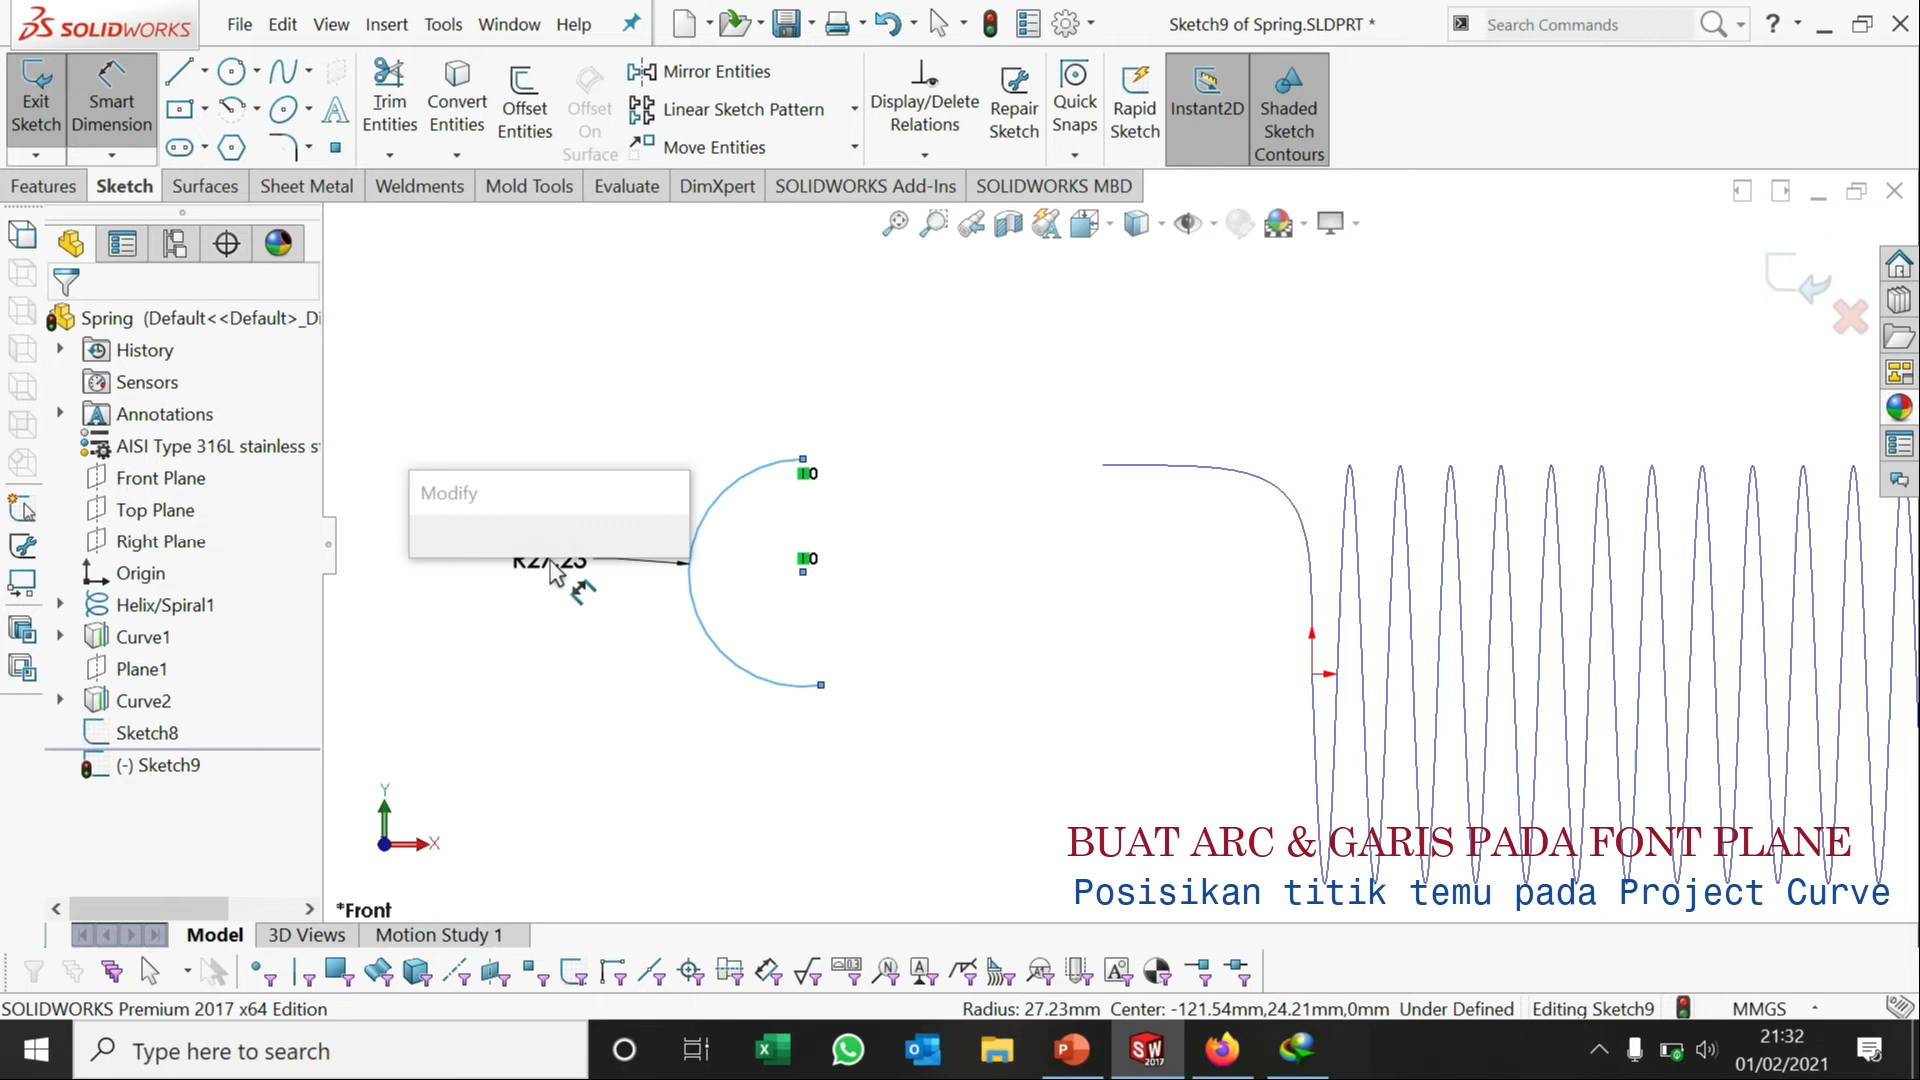 SOLIDWORKS
File Edit View Insert Tools Window Help
Sketch9 of Spring.SLDPRT *
Search Commands
?
Exit Sketch
Smart Dimension
Trim Entities
Convert Entities
Offset Entities
Offset On Surface
Mirror Entities
Linear Sketch Pattern
Move Entities
Display/Delete Relations
Repair Sketch
Quick Snaps
Rapid Sketch
Instant2D
Shaded Sketch Contours
Features Sketch Surfaces Sheet Metal Weldments Mold Tools Evaluate DimXpert SOLIDWORKS Add-Ins SOLIDWORKS MBD
Spring (Default<<Default>_Di
History
Sensors
Annotations
AISI Type 316L stainless s
Front Plane
Top Plane
Right Plane
Origin
Helix/Spiral1
Curve1
Plane1
Curve2
Sketch8
(-) Sketch9
Modify
R27.23
0
0
Y
X
*Front
BUAT ARC & GARIS PADA FONT PLANE
Posisikan titik temu pada Project Curve
Model 3D Views Motion Study 1
SOLIDWORKS Premium 2017 x64 Edition
Radius: 27.23mm Center: -121.54mm,24.21mm,0mm Under Defined Editing Sketch9 MMGS
Type here to search
SW 2017
21:32
01/02/2021